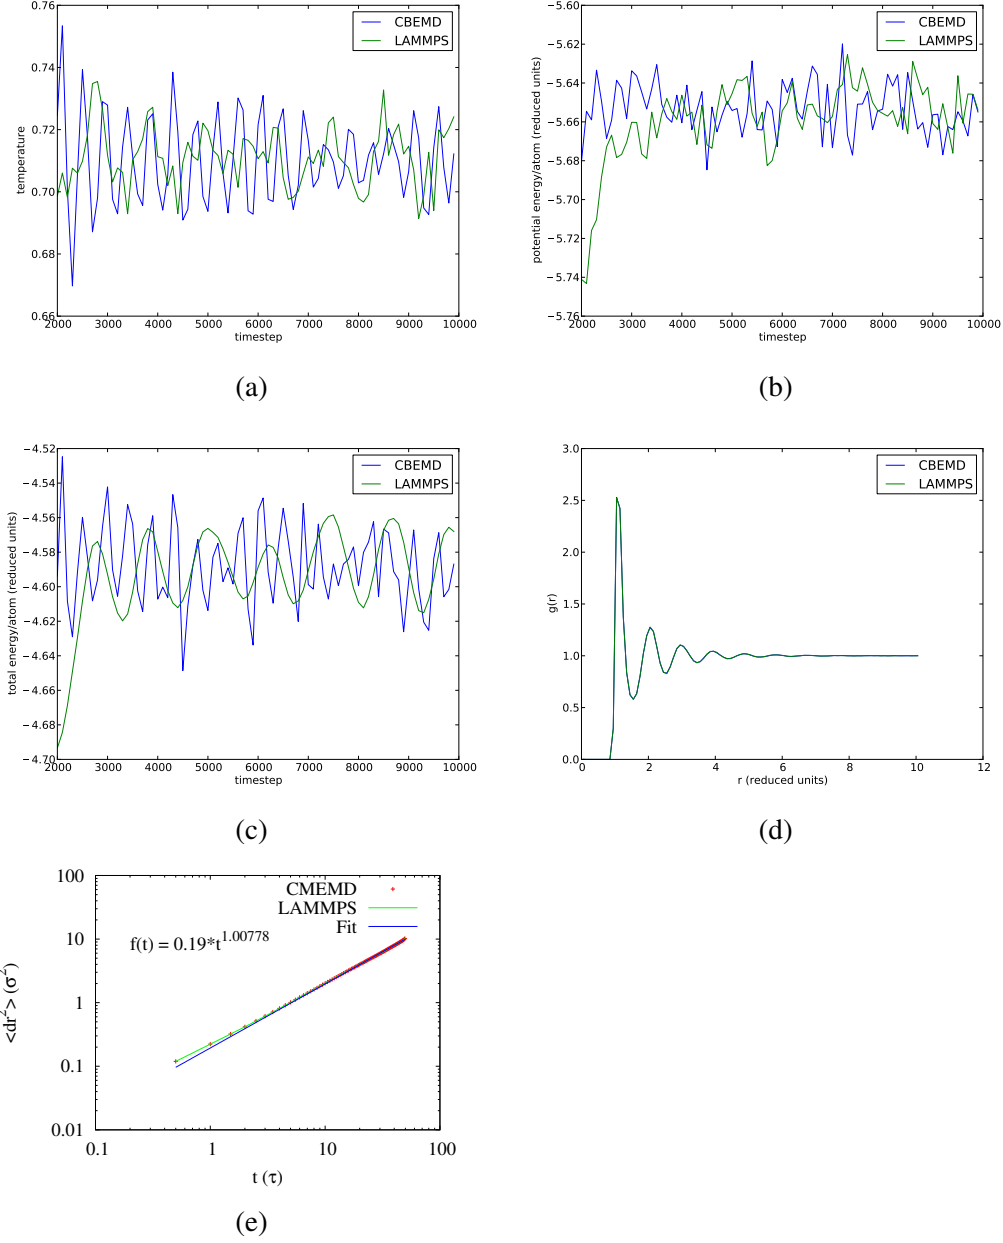 0.76
0.74
0.72
0.70
0.68
0.66
temperature
CBEMD
LAMMPS
2000 3000 4000 5000 6000 7000 8000 9000 10000
timestep
(a)
−5.60
−5.62
−5.64
−5.66
−5.68
−5.70
−5.72
−5.74
−5.76
potential energy/atom (reduced units)
CBEMD
LAMMPS
2000 3000 4000 5000 6000 7000 8000 9000 10000
timestep
(b)
−4.52
−4.54
−4.56
−4.58
−4.60
−4.62
−4.64
−4.66
−4.68
−4.70
total energy/atom (reduced units)
CBEMD
LAMMPS
2000 3000 4000 5000 6000 7000 8000 9000 10000
timestep
(c)
3.0
2.5
2.0
1.5
1.0
0.5
0.0
g(r)
CBEMD
LAMMPS
0 2 4 6 8 10 12
r (reduced units)
(d)
100
10
1
0.1
0.01
<dr²> (σ²)
CMEMD
LAMMPS
Fit
f(t) = 0.19*t^1.00778
0.1 1 10 100
t (τ)
(e)